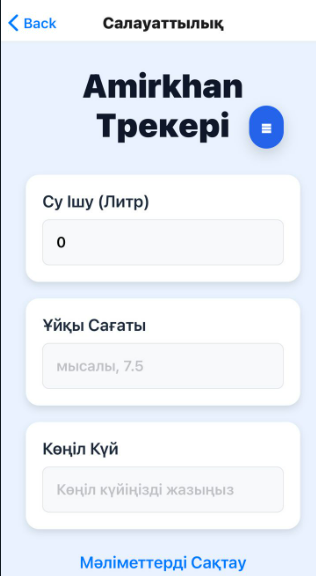 Back
Салауаттылық
Amirkhan
Трекері
Су Ішу (Литр)
0
Ұйқы Сағаты
мысалы, 7.5
Көңіл Күй
Көңіл күйіңізді жазыңыз
Мәліметтерді Сақтау